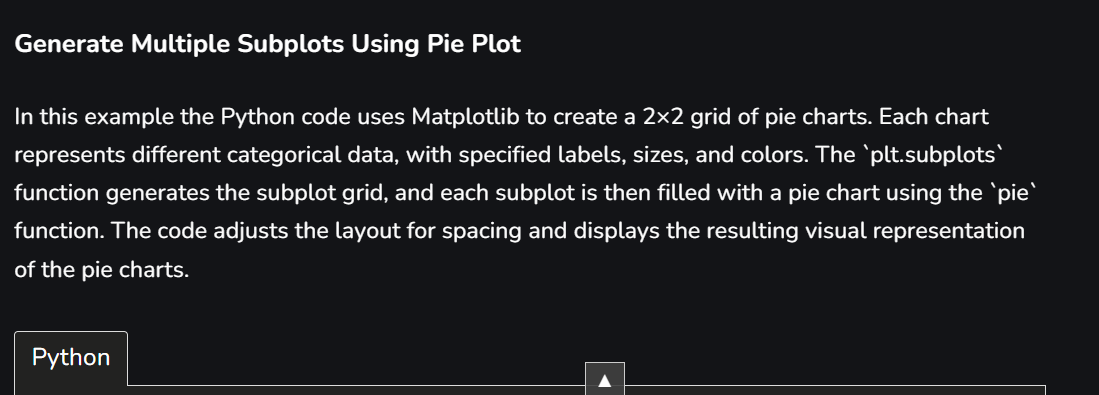 Generate Multiple Subplots Using Pie Plot
In this example the Python code uses Matplotlib to create a 2×2 grid of pie charts. Each chart
represents different categorical data, with specified labels, sizes, and colors. The `plt.subplots`
function generates the subplot grid, and each subplot is then filled with a pie chart using the `pie`
function. The code adjusts the layout for spacing and displays the resulting visual representation
of the pie charts.
Python